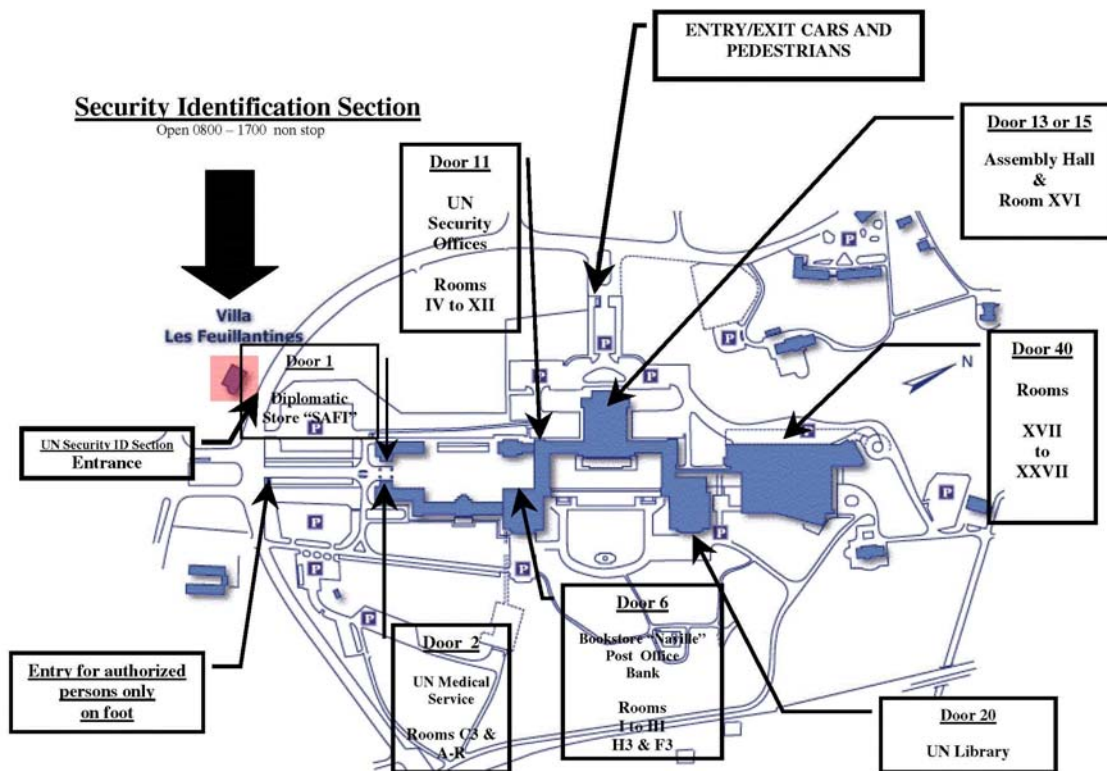 ENTRY/EXIT CARS AND
PEDESTRIANS
Security Identification Section
Open 0800 – 1700 non stop
Door 13 or 15
Assembly Hall
&
Room XVI
Door 11
UN
Security
Offices
Rooms
IV to XII
Villa
Les Feuillantines
Door 1
Diplomatic
Store “SAFI”
Door 40
Rooms
XVII
to
XXVII
N
UN Security ID Section
Entrance
P
P
P
P
P
P
P
P
P
P
P
P
P
Entry for authorized
persons only
on foot
Door 2
UN Medical
Service
Rooms C3 &
A-R
Door 6
Bookstore “Naville”
Post Office
Bank
Rooms
I to III
H3 & F3
Door 20
UN Library